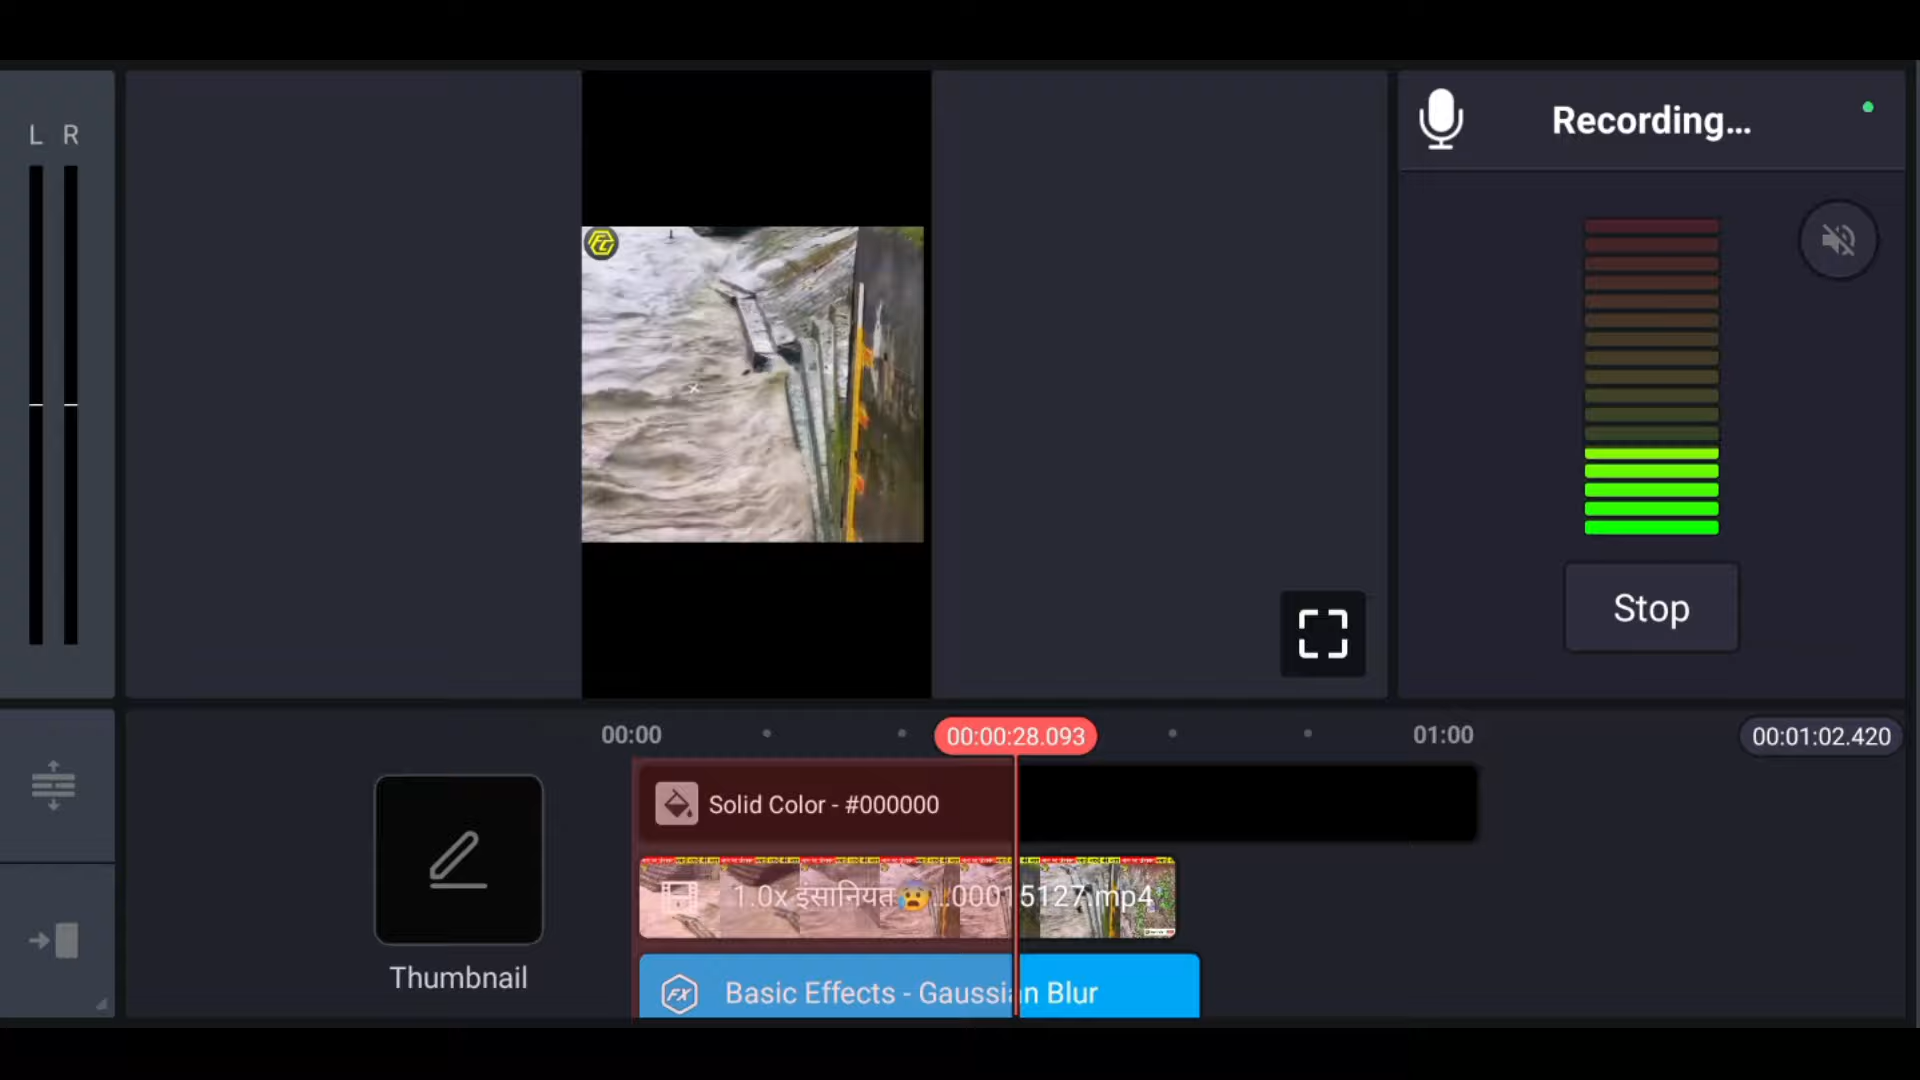 L R
Recording...
Stop
00:00
00:00:28.093
01:00
00:01:02.420
Solid Color - #000000
1.0x इंसानियत😰...00015127.mp4
Thumbnail
FX
Basic Effects - Gaussian Blur